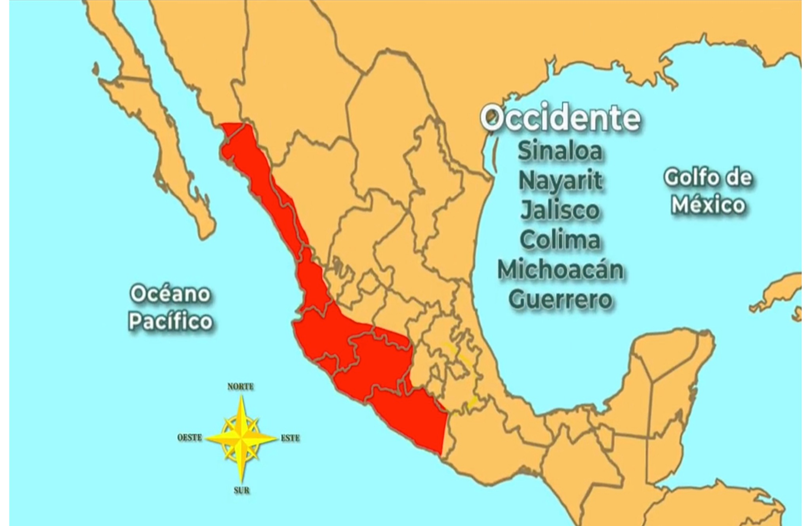 Occidente
Sinaloa
Nayarit
Jalisco
Colima
Michoacán
Guerrero
Golfo de
México
Océano
Pacífico
NORTE
OESTE
ESTE
SUR